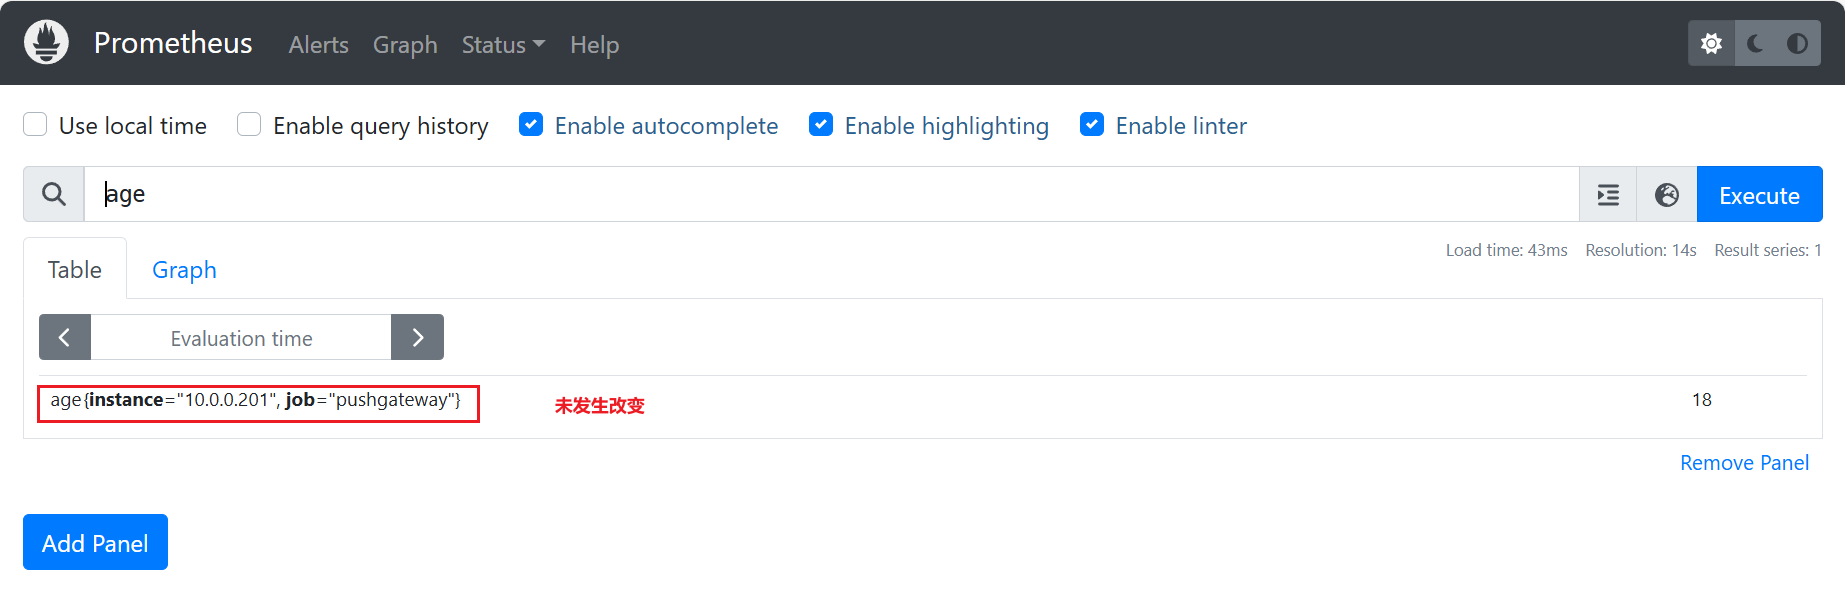 Prometheus Alerts Graph Status Help
Use local time Enable query history Enable autocomplete Enable highlighting Enable linter
age Execute
Load time: 43ms Resolution: 14s Result series: 1
Table Graph
Evaluation time
age{instance="10.0.0.201", job="pushgateway"} 未发生改变 18
Remove Panel
Add Panel